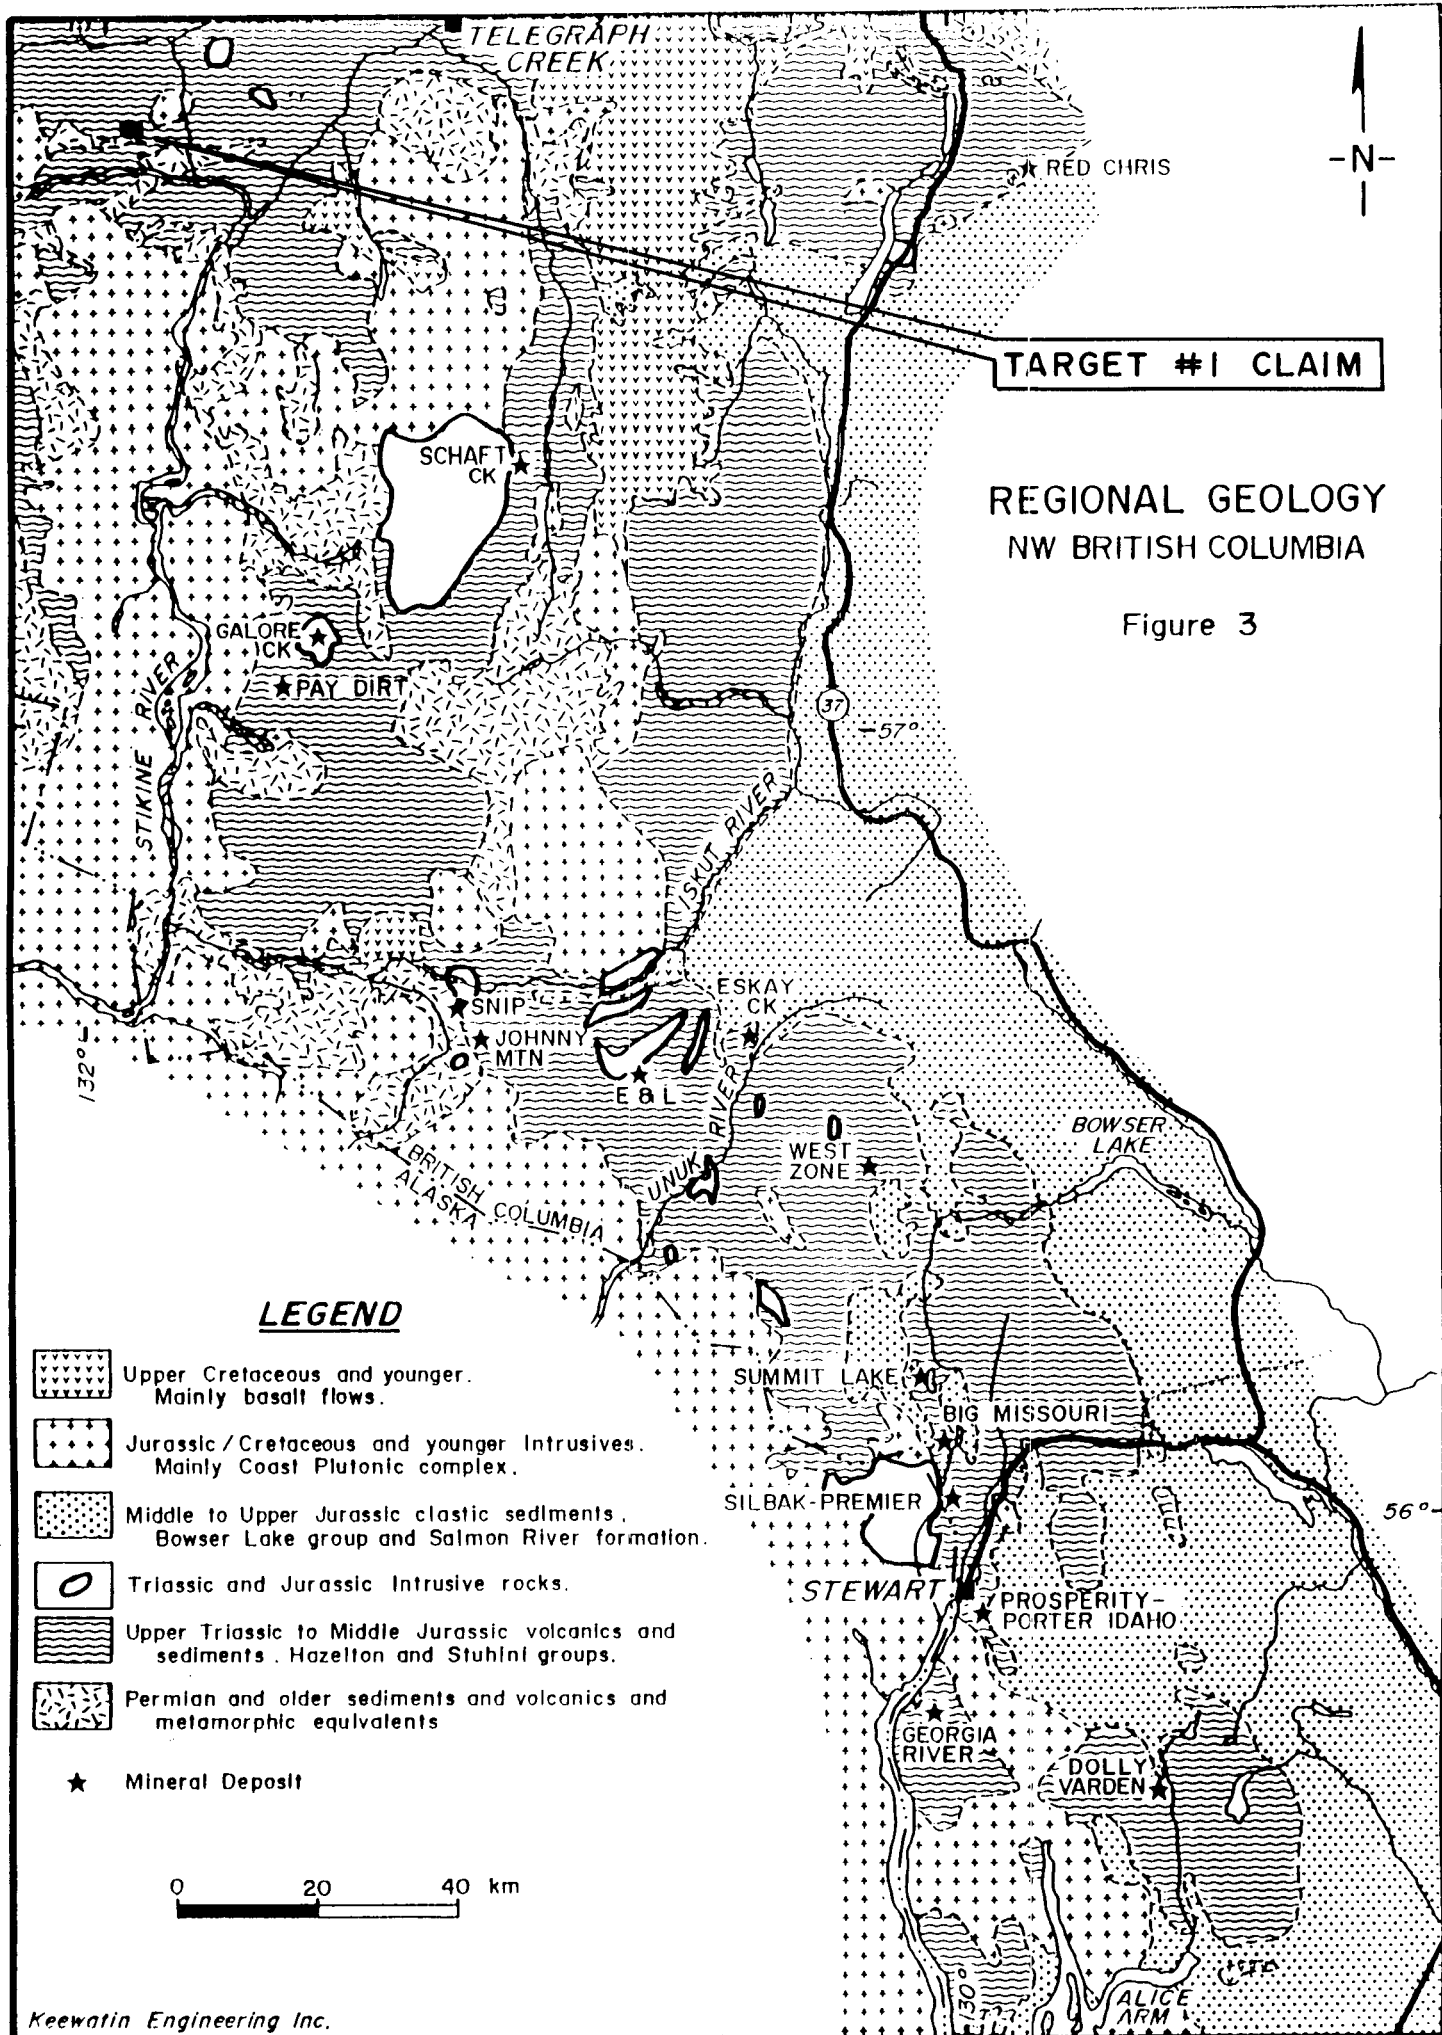 TELEGRAPH
CREEK
-N-
RED CHRIS
TARGET #1 CLAIM
REGIONAL GEOLOGY
NW BRITISH COLUMBIA
Figure 3
SCHAFT
CK
GALORE
CK
PAY DIRT
STIKINE RIVER
37
57°
ISKUT RIVER
ESKAY
CK
SNIP
JOHNNY
MTN
E & L
132°
UNUK RIVER
WEST
ZONE
BOWSER
LAKE
BRITISH COLUMBIA
ALASKA
SUMMIT LAKE
BIG MISSOURI
SILBAK-PREMIER
56°
STEWART
PROSPERITY-
PORTER IDAHO
GEORGIA
RIVER
DOLLY
VARDEN
130°
ALICE
ARM
LEGEND
Upper Cretaceous and younger.
Mainly basalt flows.
Jurassic/Cretaceous and younger Intrusives.
Mainly Coast Plutonic complex.
Middle to Upper Jurassic clastic sediments,
Bowser Lake group and Salmon River formation.
Triassic and Jurassic Intrusive rocks.
Upper Triassic to Middle Jurassic volcanics and
sediments. Hazelton and Stuhini groups.
Permian and older sediments and volcanics and
metamorphic equivalents
Mineral Deposit
0 20 40 km
Keewatin Engineering Inc.